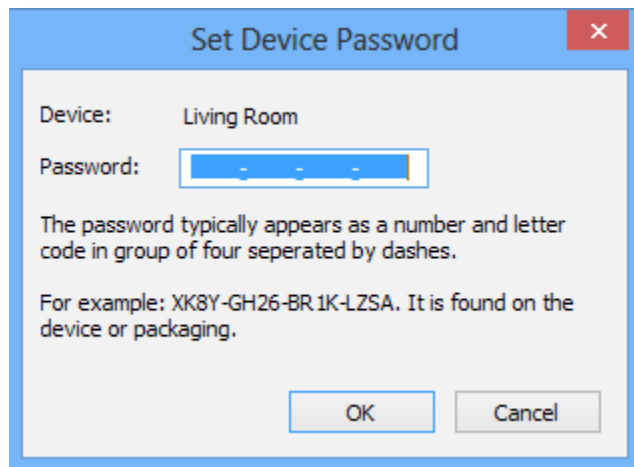 Set Device Password
Device: Living Room
Password:
The password typically appears as a number and letter
code in group of four seperated by dashes.
For example: XK8Y-GH26-BR1K-LZSA. It is found on the
device or packaging.
OK Cancel